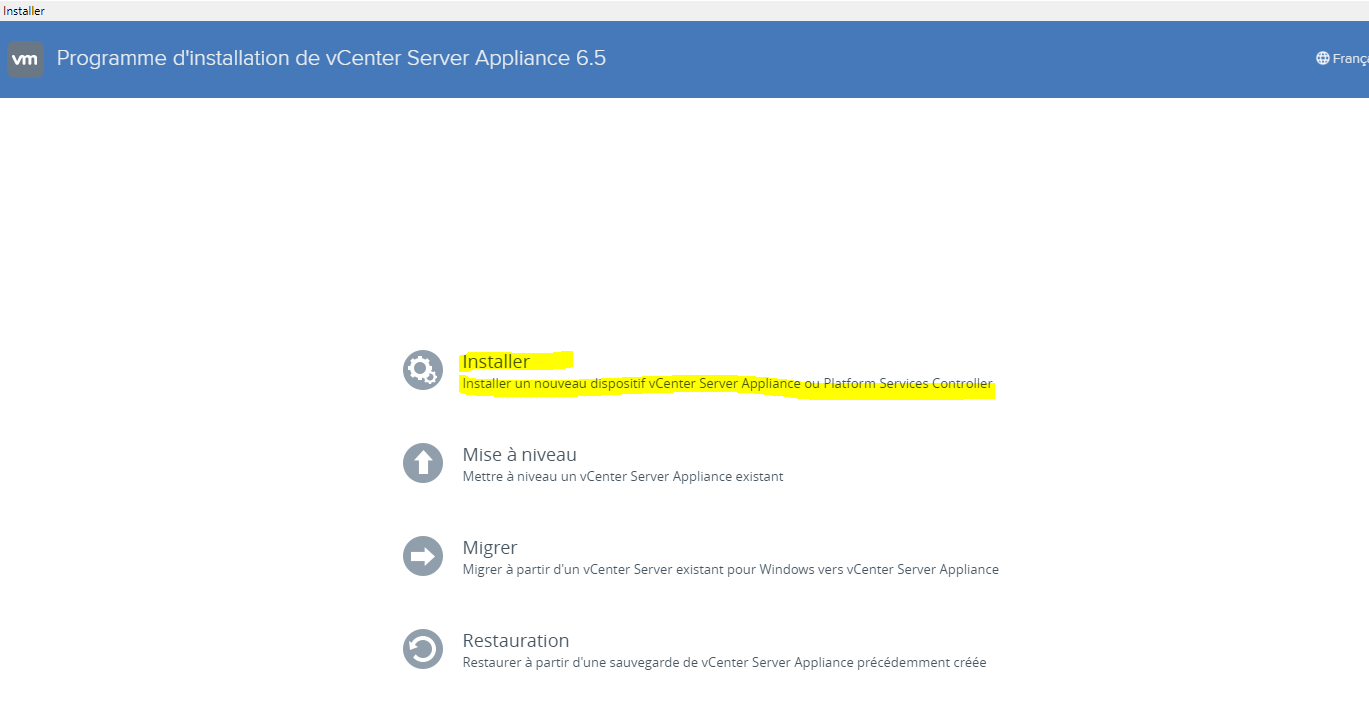 Installer
vm
Programme d'installation de vCenter Server Appliance 6.5
Installer
Installer un nouveau dispositif vCenter Server Appliance ou Platform Services Controller
Mise à niveau
Mettre à niveau un vCenter Server Appliance existant
Migrer
Migrer à partir d'un vCenter Server existant pour Windows vers vCenter Server Appliance
Restauration
Restaurer à partir d'une sauvegarde de vCenter Server Appliance précédemment créée